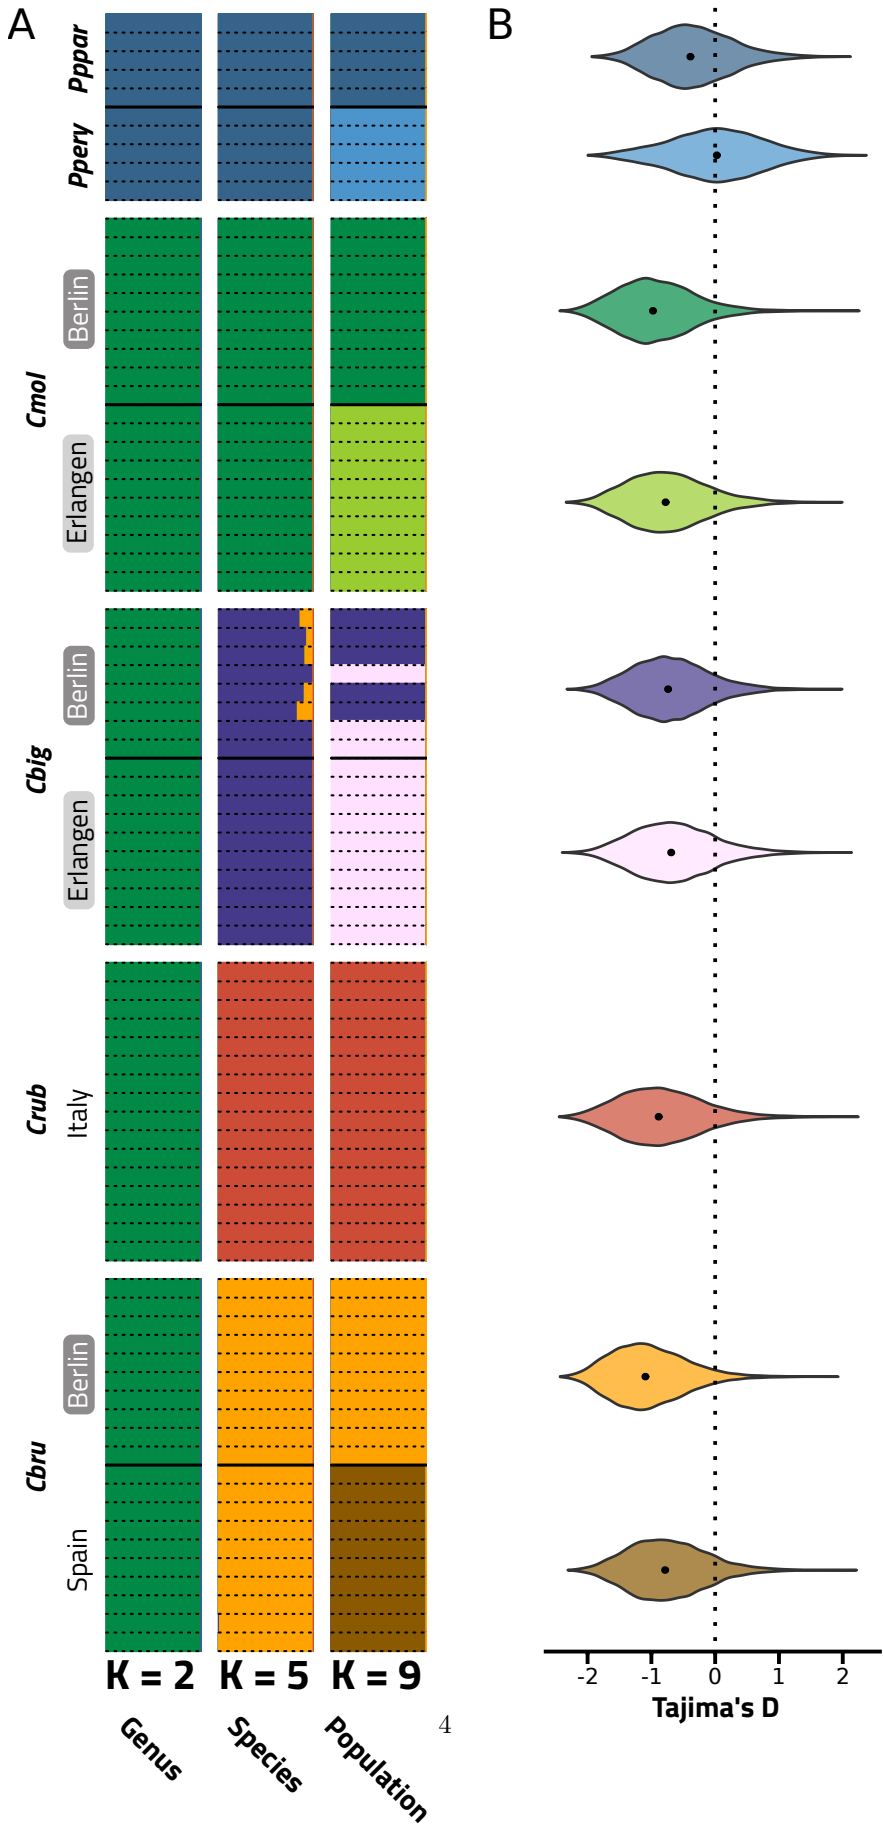 A
B
Pppar
Ppery
Cmol
Berlin
Erlangen
Cbig
Berlin
Erlangen
Crub
Italy
Cbru
Berlin
Spain
K = 2 K = 5 K = 9
Genus
Species
Population
4
-2 -1 0 1 2
Tajima's D